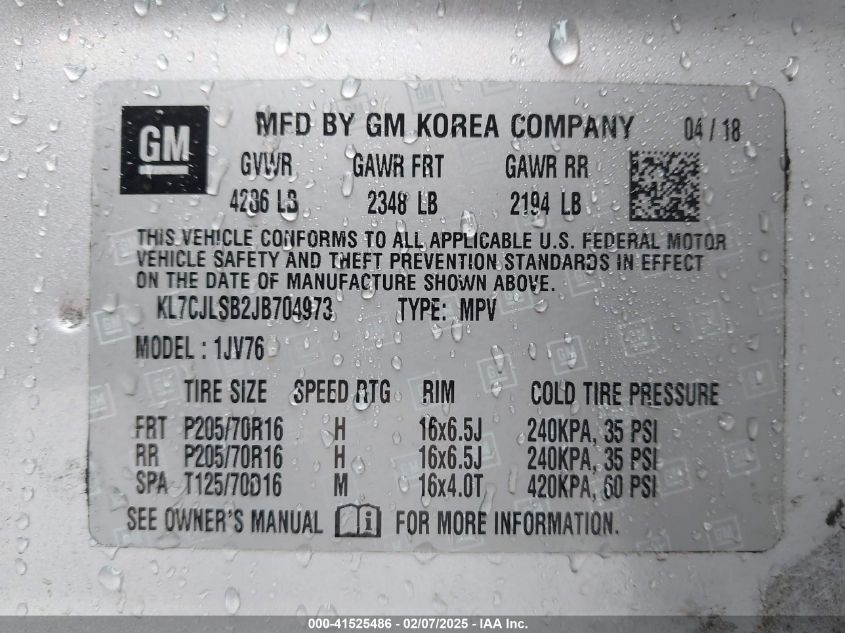 GM
MFD BY GM KOREA COMPANY 04 / 18
GVWR GAWR FRT GAWR RR
4236 LB 2348 LB 2194 LB
THIS VEHICLE CONFORMS TO ALL APPLICABLE U.S. FEDERAL MOTOR
VEHICLE SAFETY AND THEFT PREVENTION STANDARDS IN EFFECT
ON THE DATE OF MANUFACTURE SHOWN ABOVE.
KL7CJLSB2JB704973 TYPE: MPV
MODEL : 1JV76
TIRE SIZE SPEED RTG RIM COLD TIRE PRESSURE
FRT P205/70R16 H 16x6.5J 240KPA, 35 PSI
RR P205/70R16 H 16x6.5J 240KPA, 35 PSI
SPA T125/70D16 M 16x4.0T 420KPA, 60 PSI
SEE OWNER'S MANUAL FOR MORE INFORMATION.
000-41525486 - 02/07/2025 - IAA Inc.